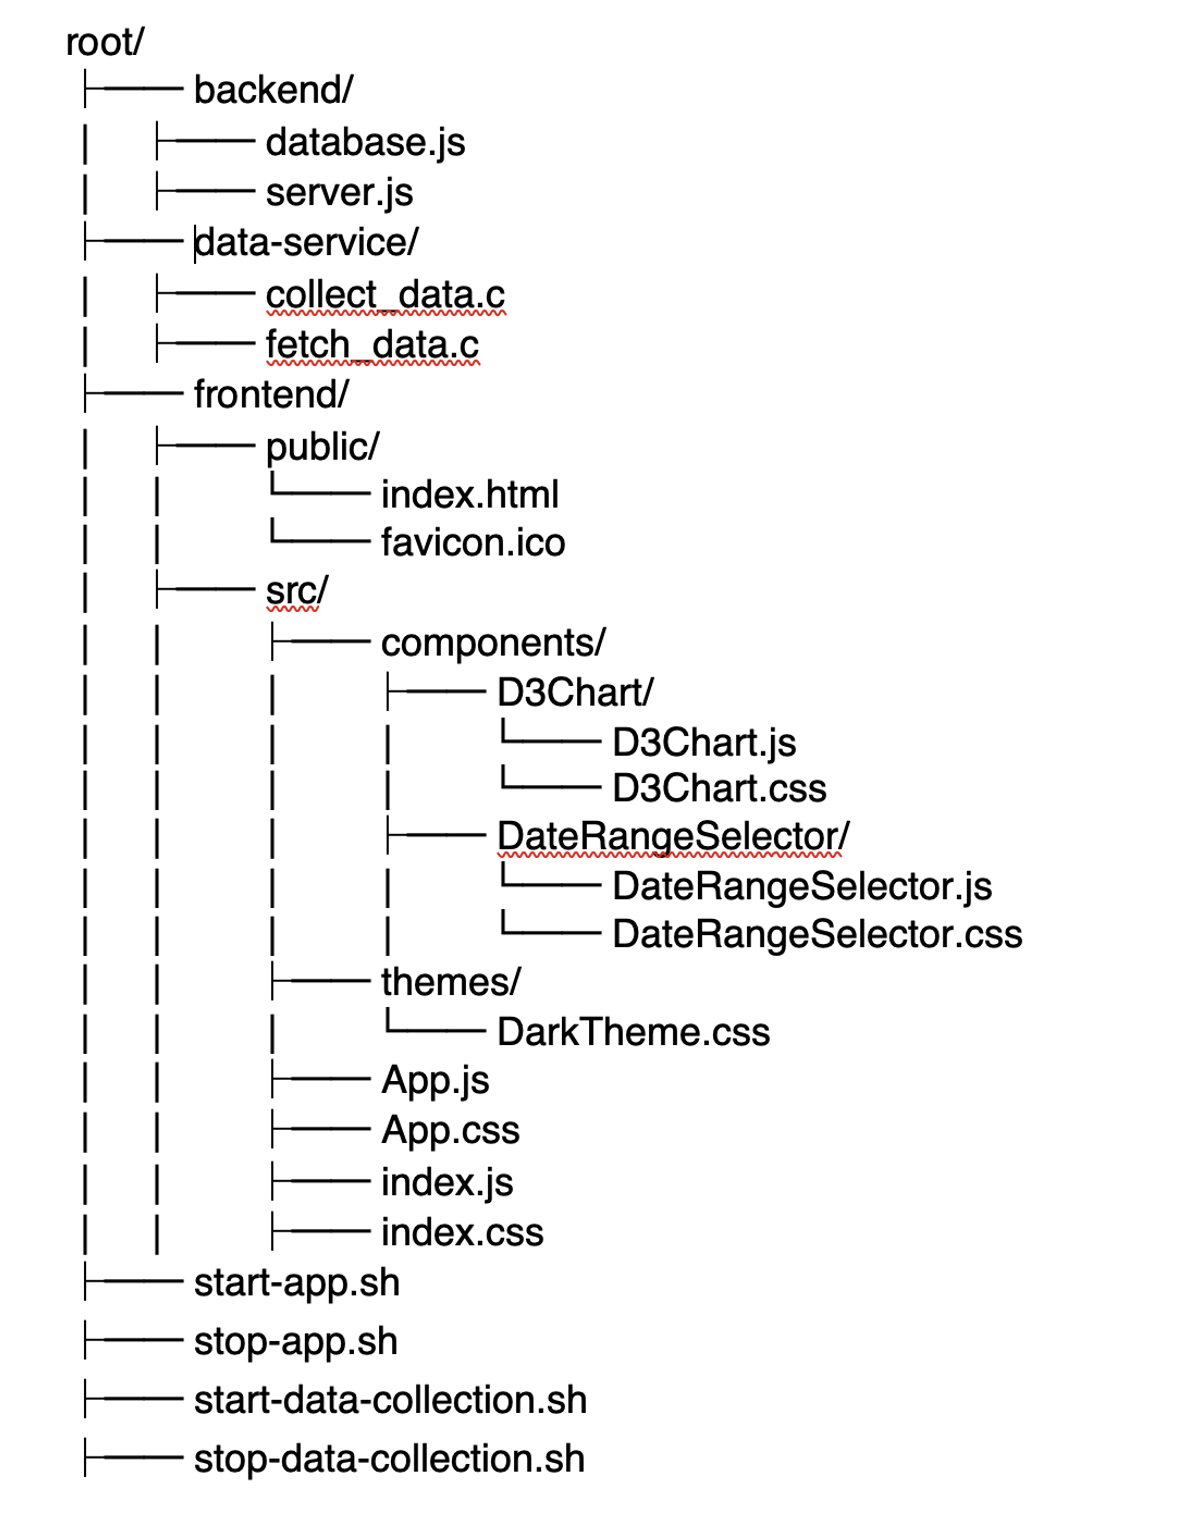 root/
├── backend/
│ ├── database.js
│ ├── server.js
├── data-service/
│ ├── collect_data.c
│ ├── fetch_data.c
├── frontend/
│ ├── public/
│ │ └── index.html
│ │ └── favicon.ico
│ ├── src/
│ │ ├── components/
│ │ │ ├── D3Chart/
│ │ │ │ └── D3Chart.js
│ │ │ │ └── D3Chart.css
│ │ │ ├── DateRangeSelector/
│ │ │ │ └── DateRangeSelector.js
│ │ │ │ └── DateRangeSelector.css
│ │ ├── themes/
│ │ │ └── DarkTheme.css
│ │ ├── App.js
│ │ ├── App.css
│ │ ├── index.js
│ │ ├── index.css
├── start-app.sh
├── stop-app.sh
├── start-data-collection.sh
├── stop-data-collection.sh